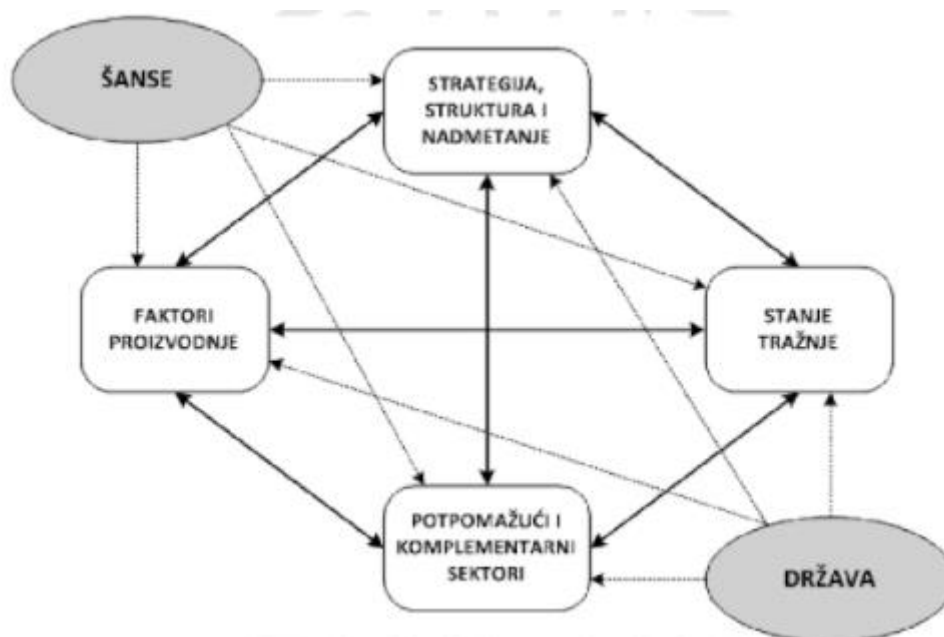 ŠANSE
STRATEGIJA,
STRUKTURA I
NADMETANJE
FAKTORI
PROIZVODNJE
STANJE
TRAŽNJE
POTPOMAŽUĆI I
KOMPLEMENTARNI
SEKTORI
DRŽAVA